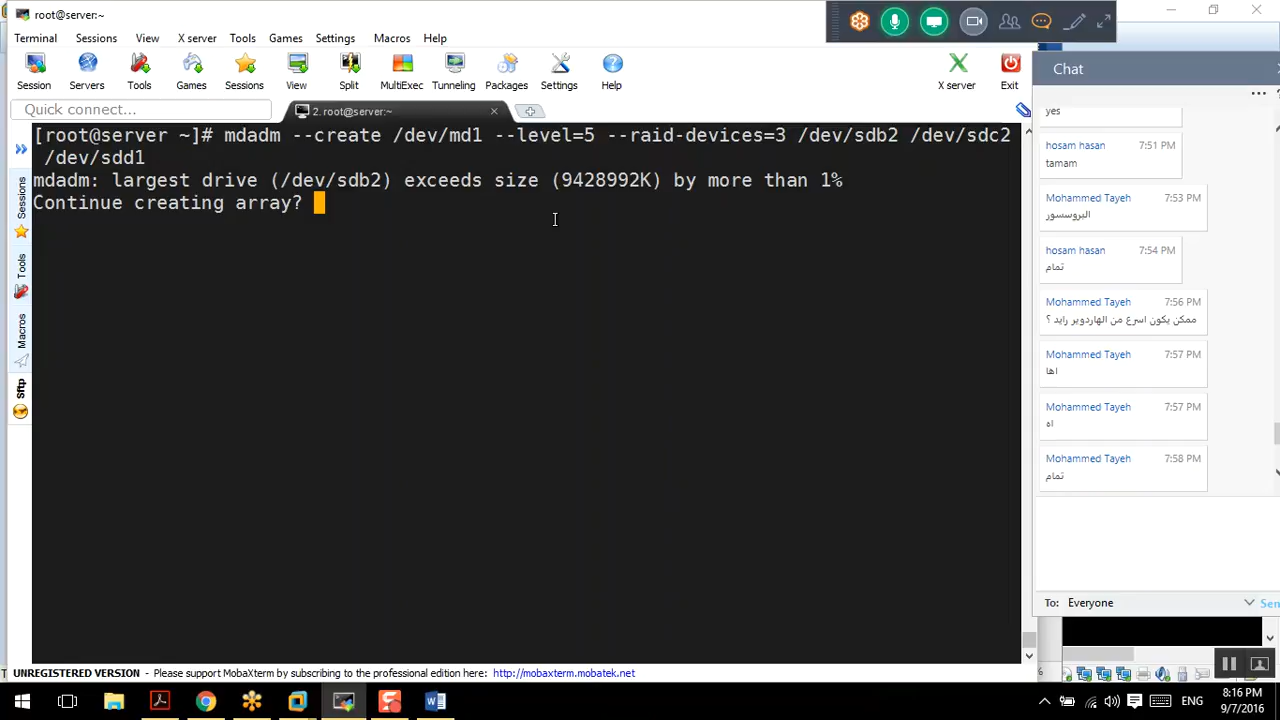 root@server:~
Terminal Sessions View X server Tools Games Settings Macros Help
Session Servers Tools Games Sessions View Split MultiExec Tunneling Packages Settings Help X server Exit
Quick connect...
2. root@server:~
[root@server ~]# mdadm --create /dev/md1 --level=5 --raid-devices=3 /dev/sdb2 /dev/sdc2
/dev/sdd1
mdadm: largest drive (/dev/sdb2) exceeds size (9428992K) by more than 1%
Continue creating array?
Sessions
Tools
Macros
Sftp
Chat
yes
hosam hasan 7:51 PM
tamam
Mohammed Tayeh 7:53 PM
البروسسور
hosam hasan 7:54 PM
تمام
Mohammed Tayeh 7:56 PM
ممكن يكون اسرع من الهاردوير رايد ؟
Mohammed Tayeh 7:57 PM
اها
Mohammed Tayeh 7:57 PM
اه
Mohammed Tayeh 7:58 PM
تمام
To: Everyone
Sen
UNREGISTERED VERSION - Please support MobaXterm by subscribing to the professional edition here: http://mobaxterm.mobatek.net
ENG
8:16 PM
9/7/2016